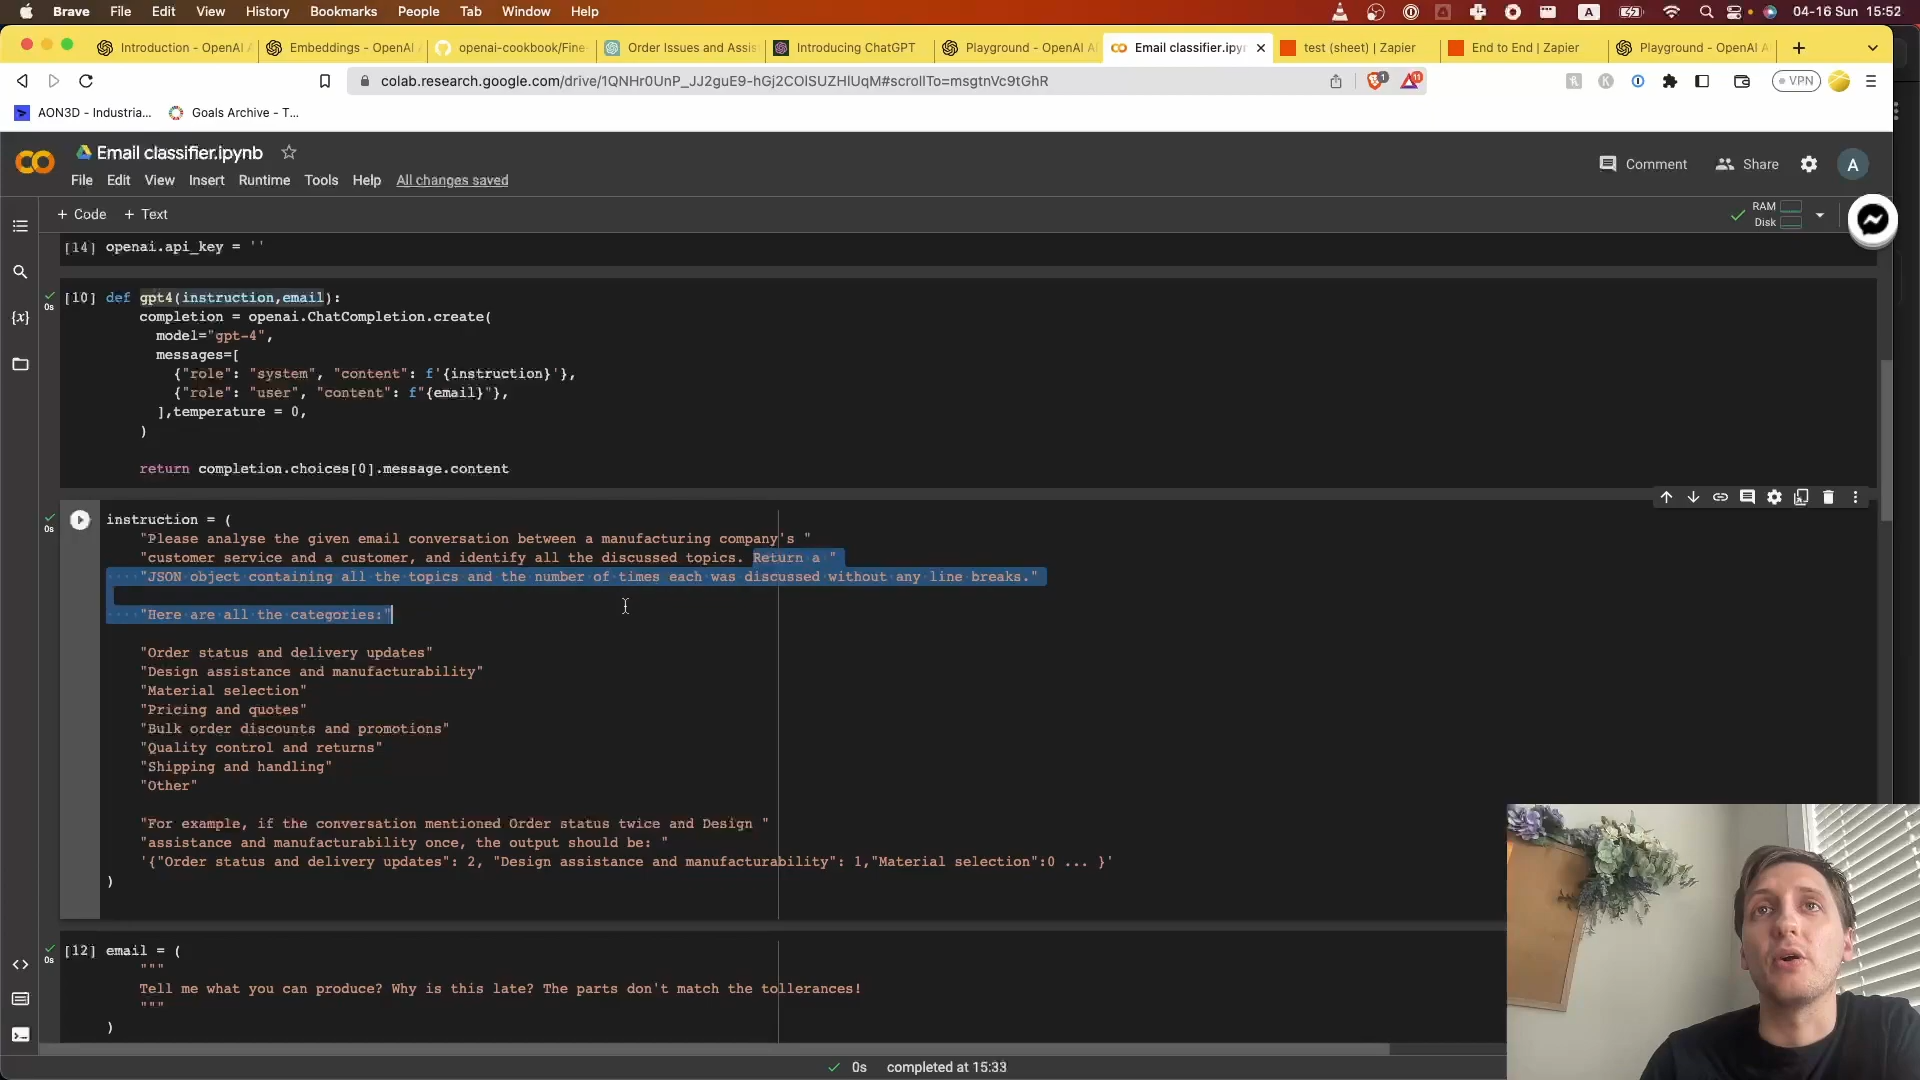 Brave File Edit View History Bookmarks People Tab Window Help
A
04-16 Sun 15:52
Introduction - OpenAI A
Embeddings - OpenAI
openai-cookbook/Fine-
Order Issues and Assis
Introducing ChatGPT
Playground - OpenAI A
Email classifier.ipyn
test (sheet) | Zapier
End to End | Zapier
Playground - OpenAI A
colab.research.google.com/drive/1QNHr0UnP_JJ2guE9-hGj2COlSUZHlUqM#scrollTo=msgtnVc9tGhR
1
11
VPN
AON3D - Industria...
Goals Archive - T...
Email classifier.ipynb
File Edit View Insert Runtime Tools Help All changes saved
Comment
Share
A
+ Code + Text
RAM
Disk
{x}
[14] openai.api_key = ''
[10] def gpt4(instruction,email):
0s
completion = openai.ChatCompletion.create(
model="gpt-4",
messages=[
{"role": "system", "content": f'{instruction}'},
{"role": "user", "content": f"{email}"},
],temperature = 0,
)
return completion.choices[0].message.content
0s
instruction = (
"Please analyse the given email conversation between a manufacturing company's "
"customer service and a customer, and identify all the discussed topics. Return a "
"JSON object containing all the topics and the number of times each was discussed without any line breaks."
"Here are all the categories:"
"Order status and delivery updates"
"Design assistance and manufacturability"
"Material selection"
"Pricing and quotes"
"Bulk order discounts and promotions"
"Quality control and returns"
"Shipping and handling"
"Other"
"For example, if the conversation mentioned Order status twice and Design "
"assistance and manufacturability once, the output should be: "
'{"Order status and delivery updates": 2, "Design assistance and manufacturability": 1,"Material selection":0 ... }'
)
[12] email = (
0s
"""
Tell me what you can produce? Why is this late? The parts don't match the tollerances!
"""
)
0s completed at 15:33